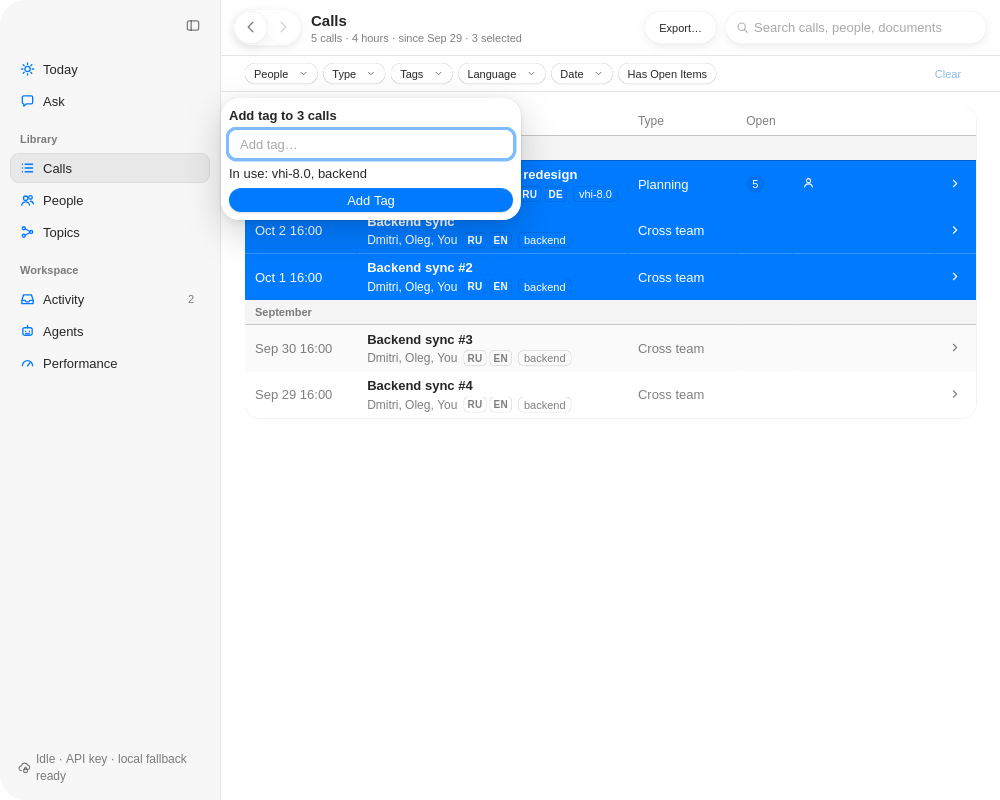 Today
Ask
Library
Calls
People
Topics
Workspace
Activity 2
Agents
Performance
Idle · API key · local fallback
ready
Calls
5 calls · 4 hours · since Sep 29 · 3 selected
Export…
Search calls, people, documents
People Type Tags Language Date Has Open Items Clear
Add tag to 3 calls
Add tag…
In use: vhi-8.0, backend
Add Tag
Type Open
redesign
RU DE vhi-8.0 Planning 5
Backend sync
Oct 2 16:00 Cross team
Dmitri, Oleg, You RU EN backend
Backend sync #2
Oct 1 16:00 Cross team
Dmitri, Oleg, You RU EN backend
September
Backend sync #3
Sep 30 16:00 Cross team
Dmitri, Oleg, You RU EN backend
Backend sync #4
Sep 29 16:00 Cross team
Dmitri, Oleg, You RU EN backend